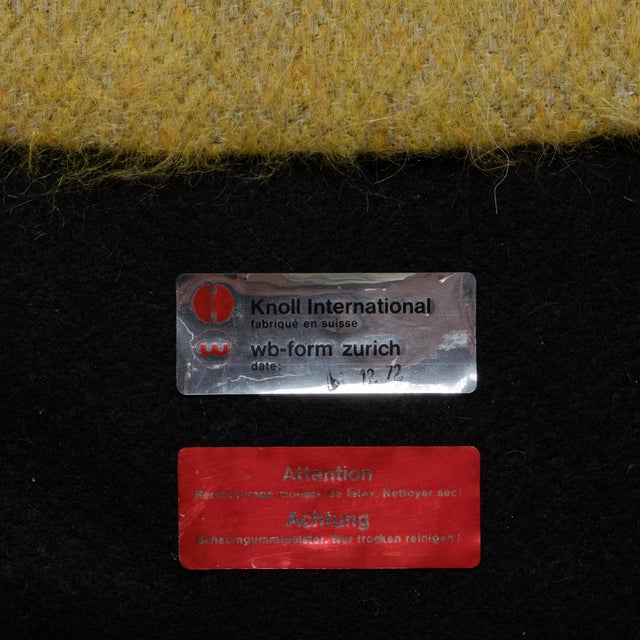 Knoll International
fabriqué en suisse
wb-form zurich
date:
12 72
Attention
Rembourrage mousse de latex. Nettoyer sec!
Achtung
Schaumgummipolster. Nur trocken reinigen!